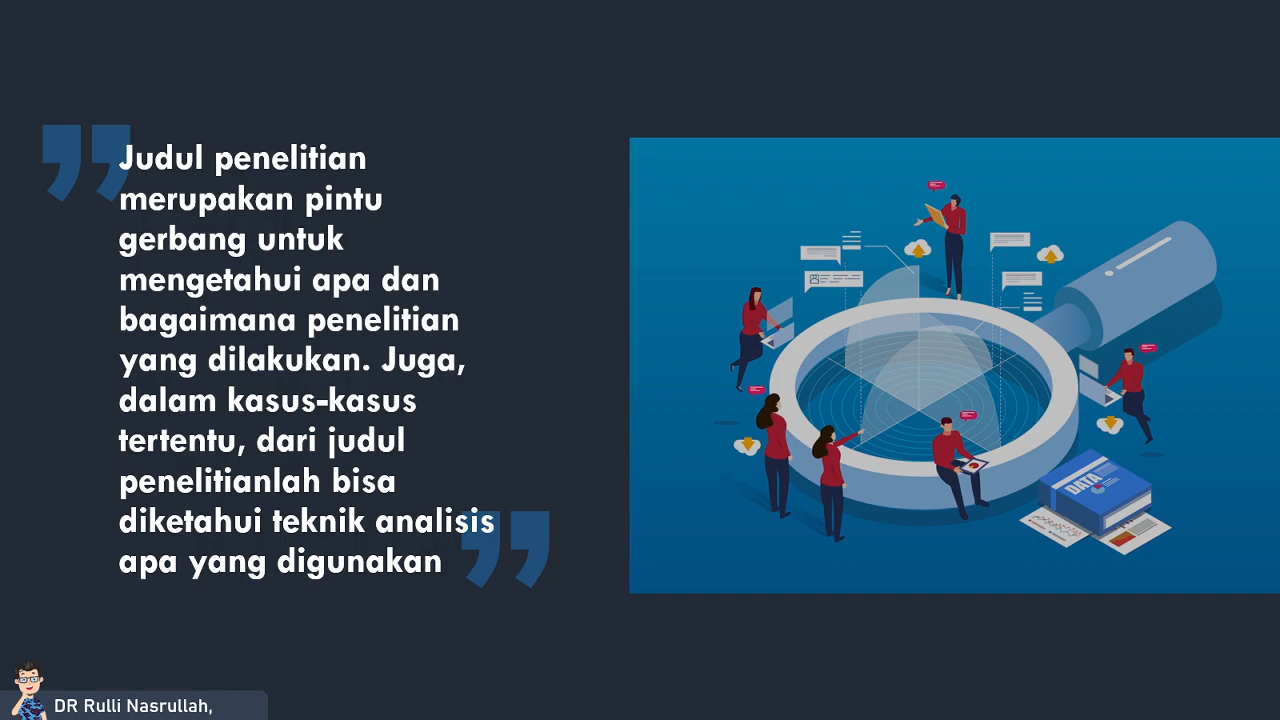 Judul penelitian
merupakan pintu
gerbang untuk
mengetahui apa dan
bagaimana penelitian
yang dilakukan. Juga,
dalam kasus-kasus
tertentu, dari judul
penelitianlah bisa
diketahui teknik analisis
apa yang digunakan
DATA
DR Rulli Nasrullah,